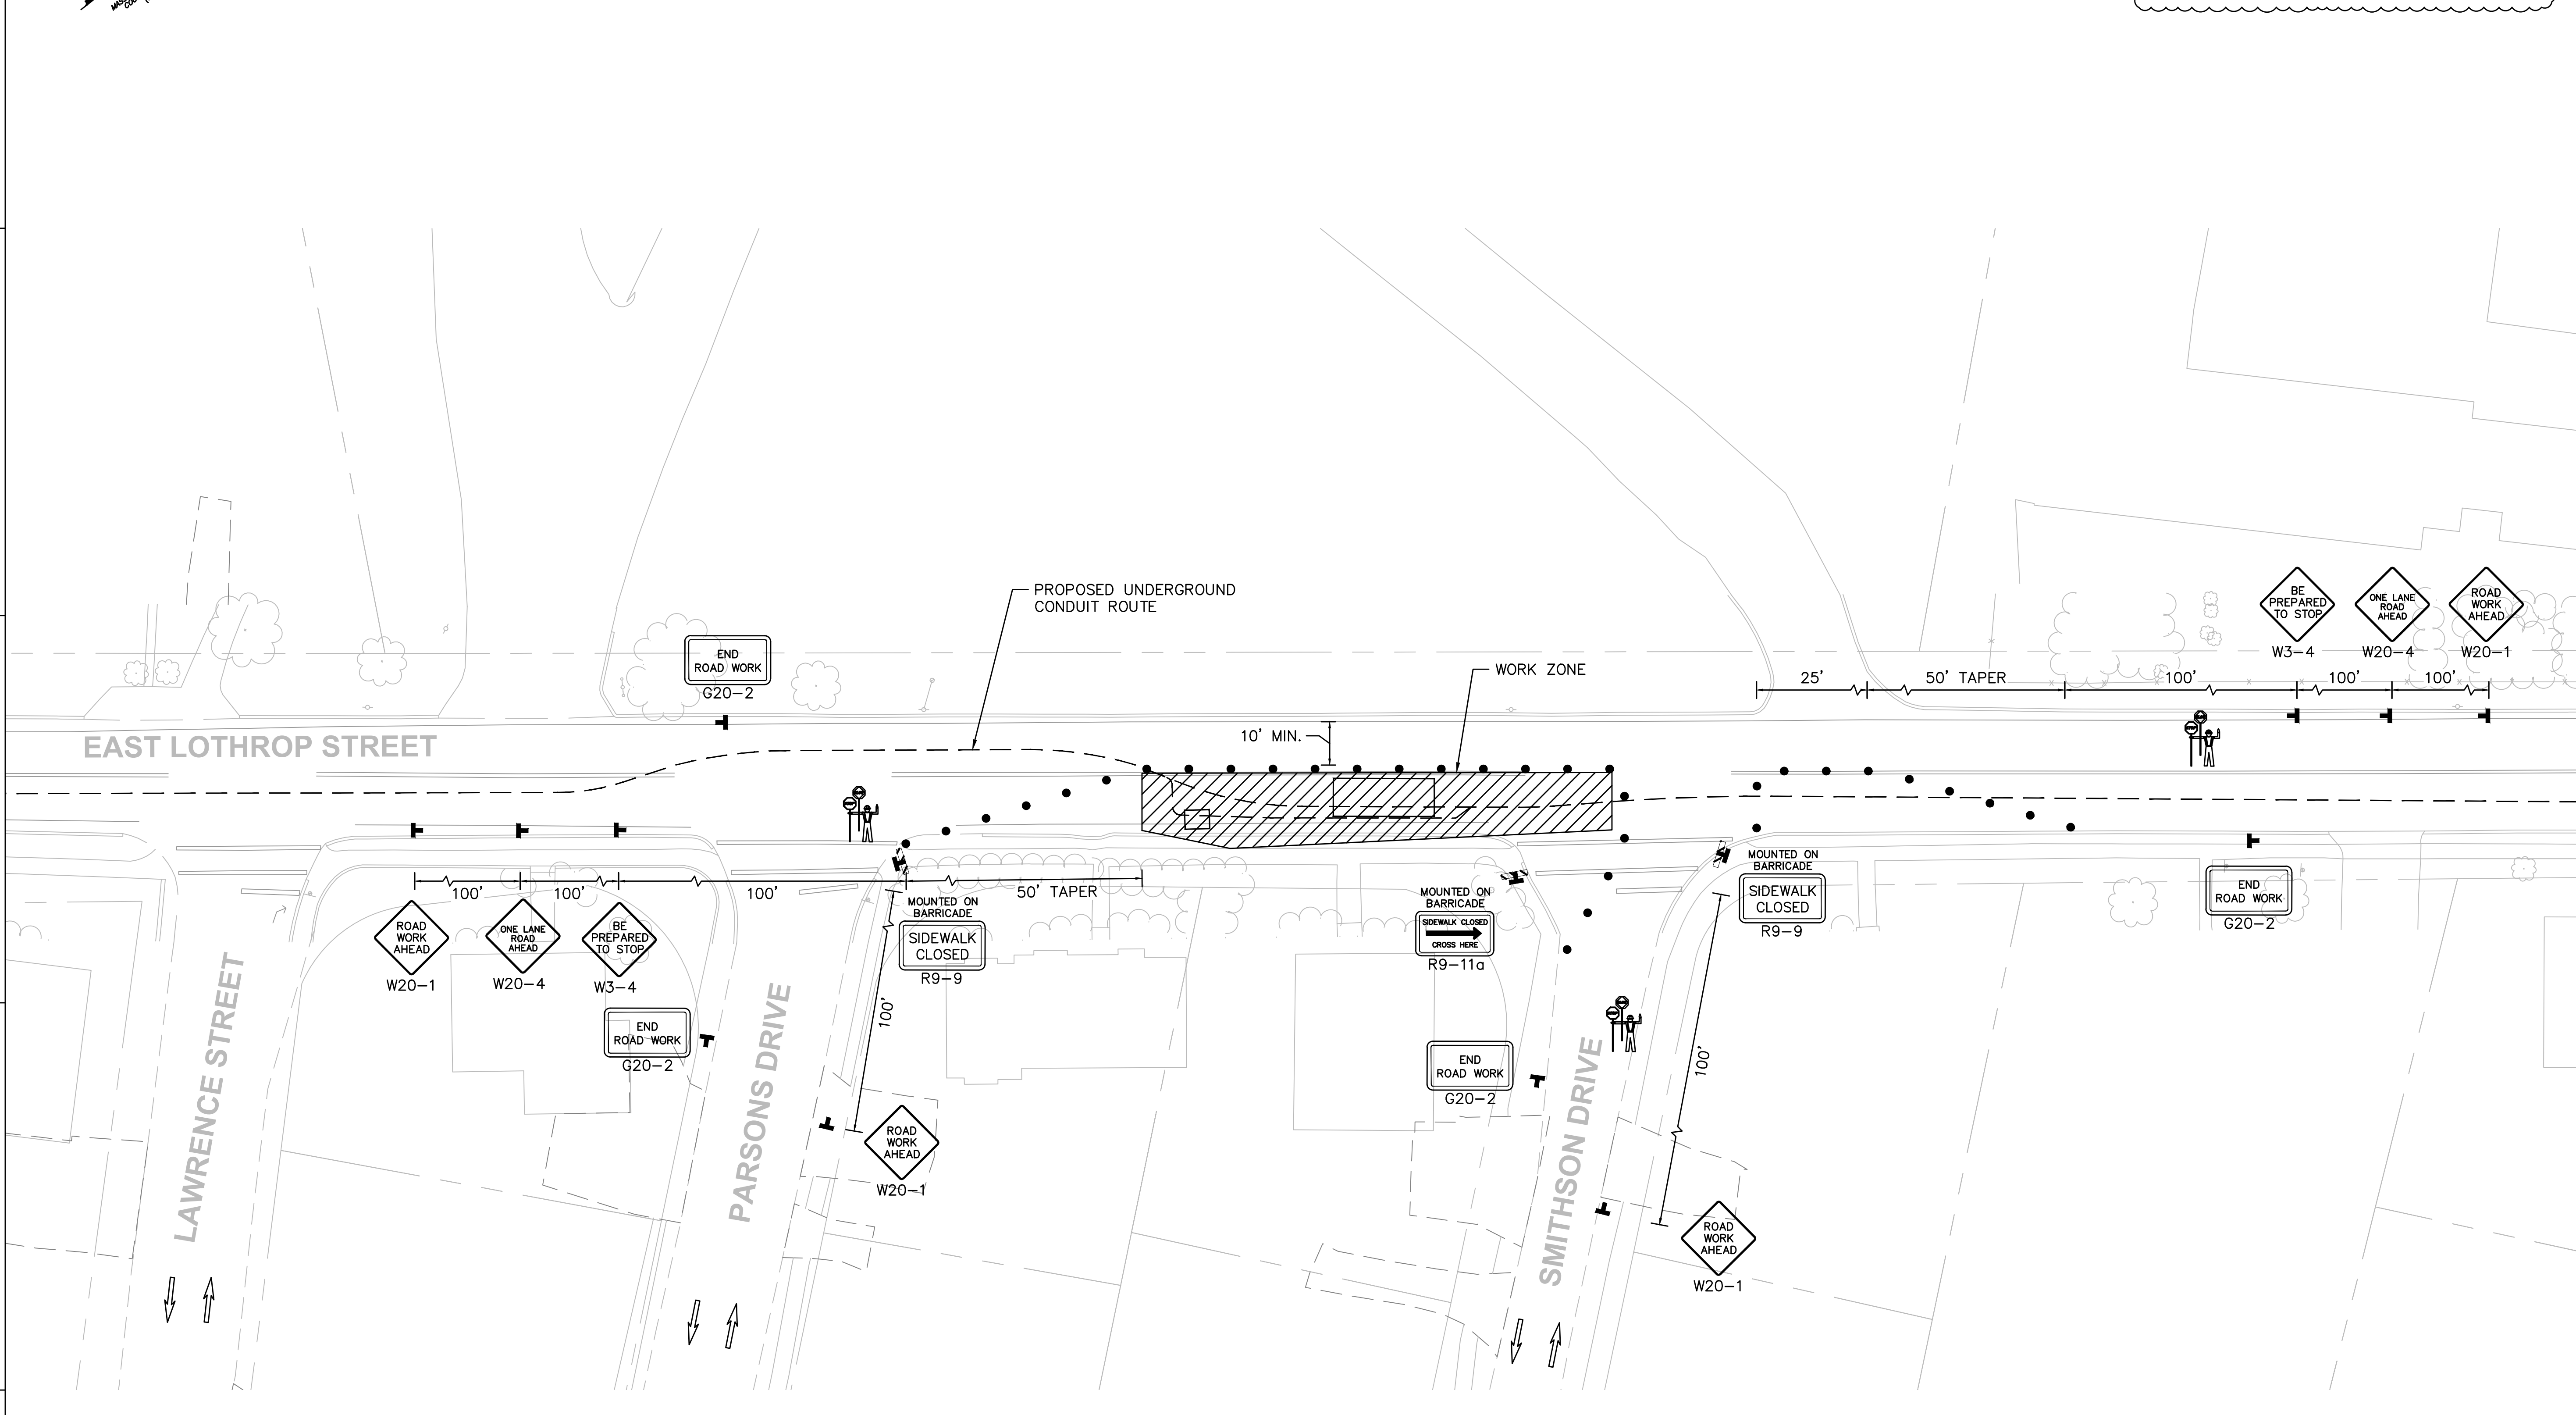 PROPOSED UNDERGROUND
CONDUIT ROUTE
BE
PREPARED
TO STOP
W3-4
ONE LANE
ROAD
AHEAD
W20-4
ROAD
WORK
AHEAD
W20-1
END
ROAD WORK
G20-2
WORK ZONE
25'
50' TAPER
100'
100'
100'
EAST LOTHROP STREET
10' MIN.
100'
100'
100'
50' TAPER
ROAD
WORK
AHEAD
W20-1
ONE LANE
ROAD
AHEAD
W20-4
BE
PREPARED
TO STOP
W3-4
MOUNTED ON
BARRICADE
SIDEWALK
CLOSED
R9-9
MOUNTED ON
BARRICADE
SIDEWALK CLOSED
CROSS HERE
R9-11a
MOUNTED ON
BARRICADE
SIDEWALK
CLOSED
R9-9
END
ROAD WORK
G20-2
END
ROAD WORK
G20-2
100'
END
ROAD WORK
G20-2
100'
LAWRENCE STREET
PARSONS DRIVE
SMITHSON DRIVE
ROAD
WORK
AHEAD
W20-1
ROAD
WORK
AHEAD
W20-1